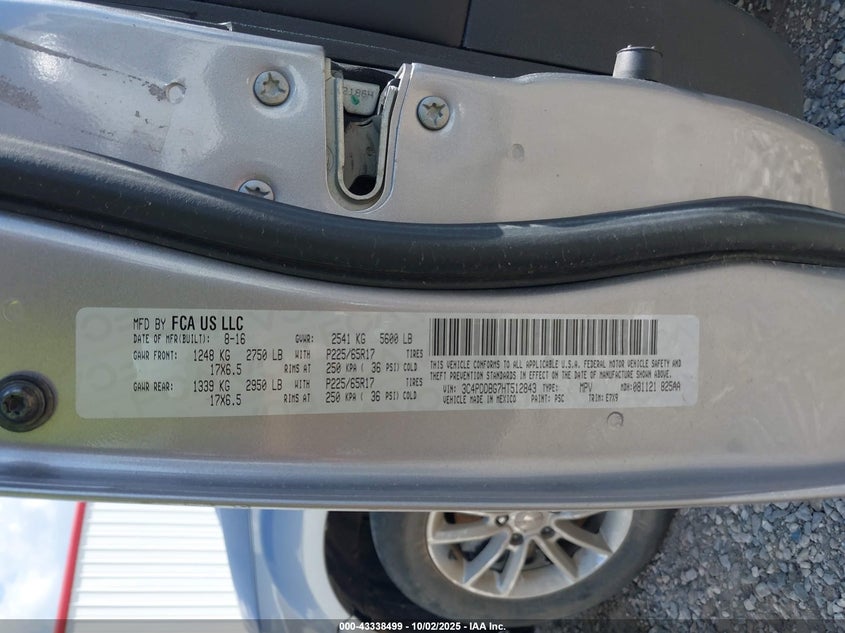 2186H
MFD BY FCA US LLC
DATE OF MFR(BUILT): 8-16 GVWR: 2541 KG 5600 LB
GAWR FRONT: 1248 KG 2750 LB WITH P225/65R17 TIRES
17X6.5 RIMS AT 250 KPA ( 36 PSI) COLD
GAWR REAR: 1339 KG 2950 LB WITH P225/65R17 TIRES
17X6.5 RIMS AT 250 KPA ( 36 PSI) COLD
THIS VEHICLE CONFORMS TO ALL APPLICABLE U.S.A. FEDERAL MOTOR VEHICLE SAFETY AND
THEFT PREVENTION STANDARDS IN EFFECT ON THE DATE OF MANUFACTURE SHOWN ABOVE.
VIN: 3C4PDDBG7HT512843 TYPE: MPV MDH: 081121 825AA
VEHICLE MADE IN MEXICO PAINT: PSC TRIM: E7X9
000-43338499 - 10/02/2025 - IAA Inc.